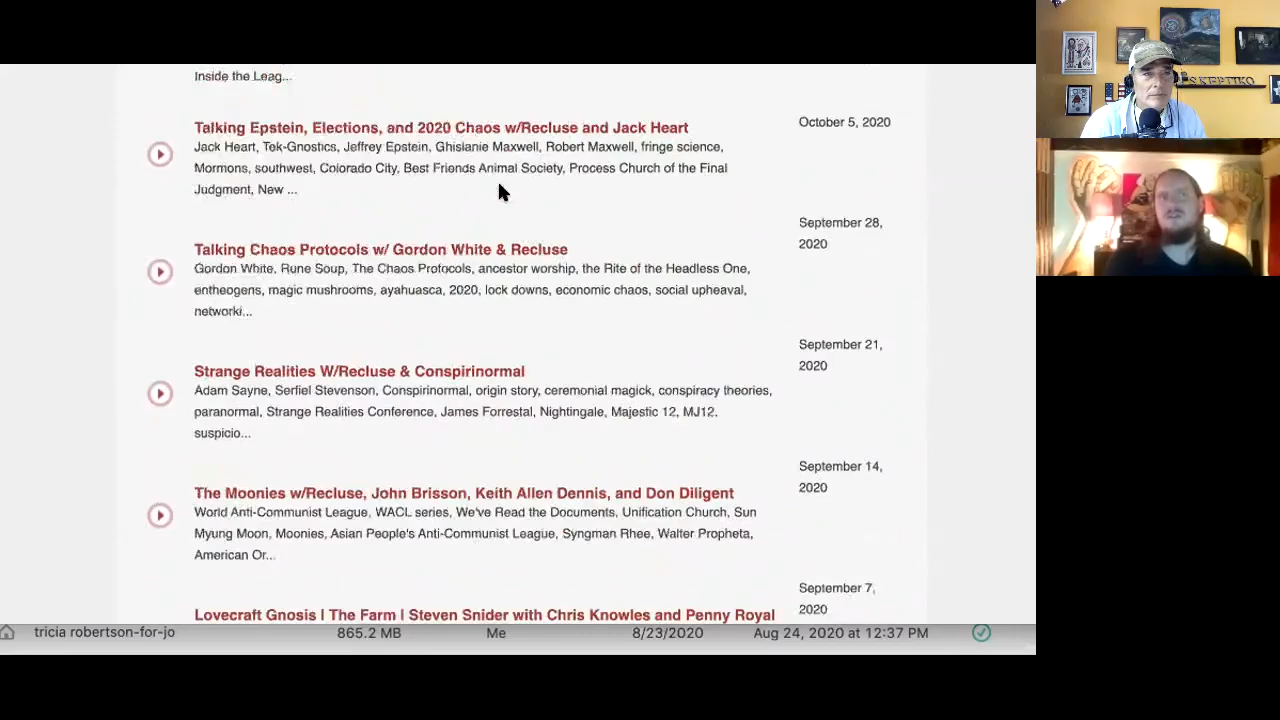 Inside the Leag...
Talking Epstein, Elections, and 2020 Chaos w/Recluse and Jack Heart
October 5, 2020
Jack Heart, Tek-Gnostics, Jeffrey Epstein, Ghislanie Maxwell, Robert Maxwell, fringe science,
Mormons, southwest, Colorado City, Best Friends Animal Society, Process Church of the Final
Judgment, New ...
September 28,
2020
Talking Chaos Protocols w/ Gordon White & Recluse
Gordon White, Rune Soup, The Chaos Protocols, ancestor worship, the Rite of the Headless One,
entheogens, magic mushrooms, ayahuasca, 2020, lock downs, economic chaos, social upheaval,
networki...
September 21,
2020
Strange Realities W/Recluse & Conspirinormal
Adam Sayne, Serfiel Stevenson, Conspirinormal, origin story, ceremonial magick, conspiracy theories,
paranormal, Strange Realities Conference, James Forrestal, Nightingale, Majestic 12, MJ12.
suspicio...
September 14,
2020
The Moonies w/Recluse, John Brisson, Keith Allen Dennis, and Don Diligent
World Anti-Communist League, WACL series, We've Read the Documents, Unification Church, Sun
Myung Moon, Moonies, Asian People's Anti-Communist League, Syngman Rhee, Walter Propheta,
American Or...
September 7,
2020
Lovecraft Gnosis | The Farm | Steven Snider with Chris Knowles and Penny Royal
tricia robertson-for-jo 865.2 MB Me 8/23/2020 Aug 24, 2020 at 12:37 PM
SKEPTIKO